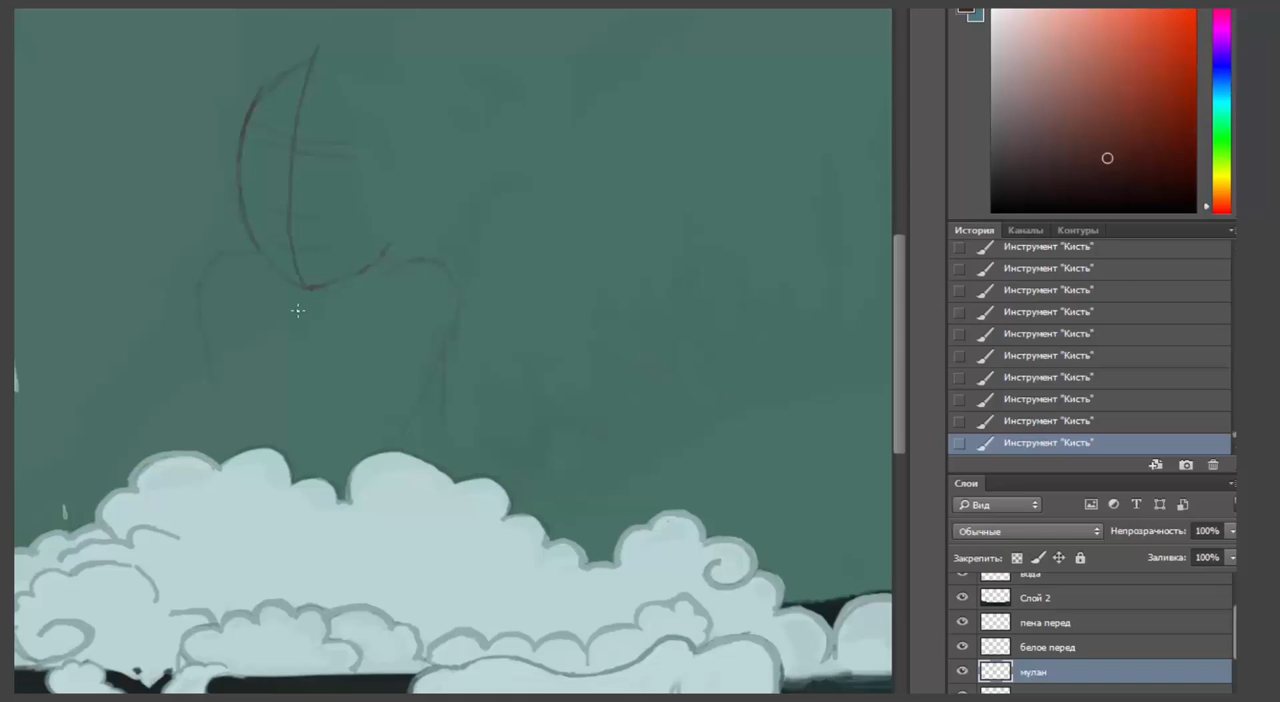 История Каналы Контуры
Инструмент "Кисть"
Инструмент "Кисть"
Инструмент "Кисть"
Инструмент "Кисть"
Инструмент "Кисть"
Инструмент "Кисть"
Инструмент "Кисть"
Инструмент "Кисть"
Инструмент "Кисть"
Инструмент "Кисть"
Слои
Вид
Обычные Непрозрачность: 100%
Закрепить: Заливка: 100%
вода
Слой 2
пена перед
белое перед
мулан